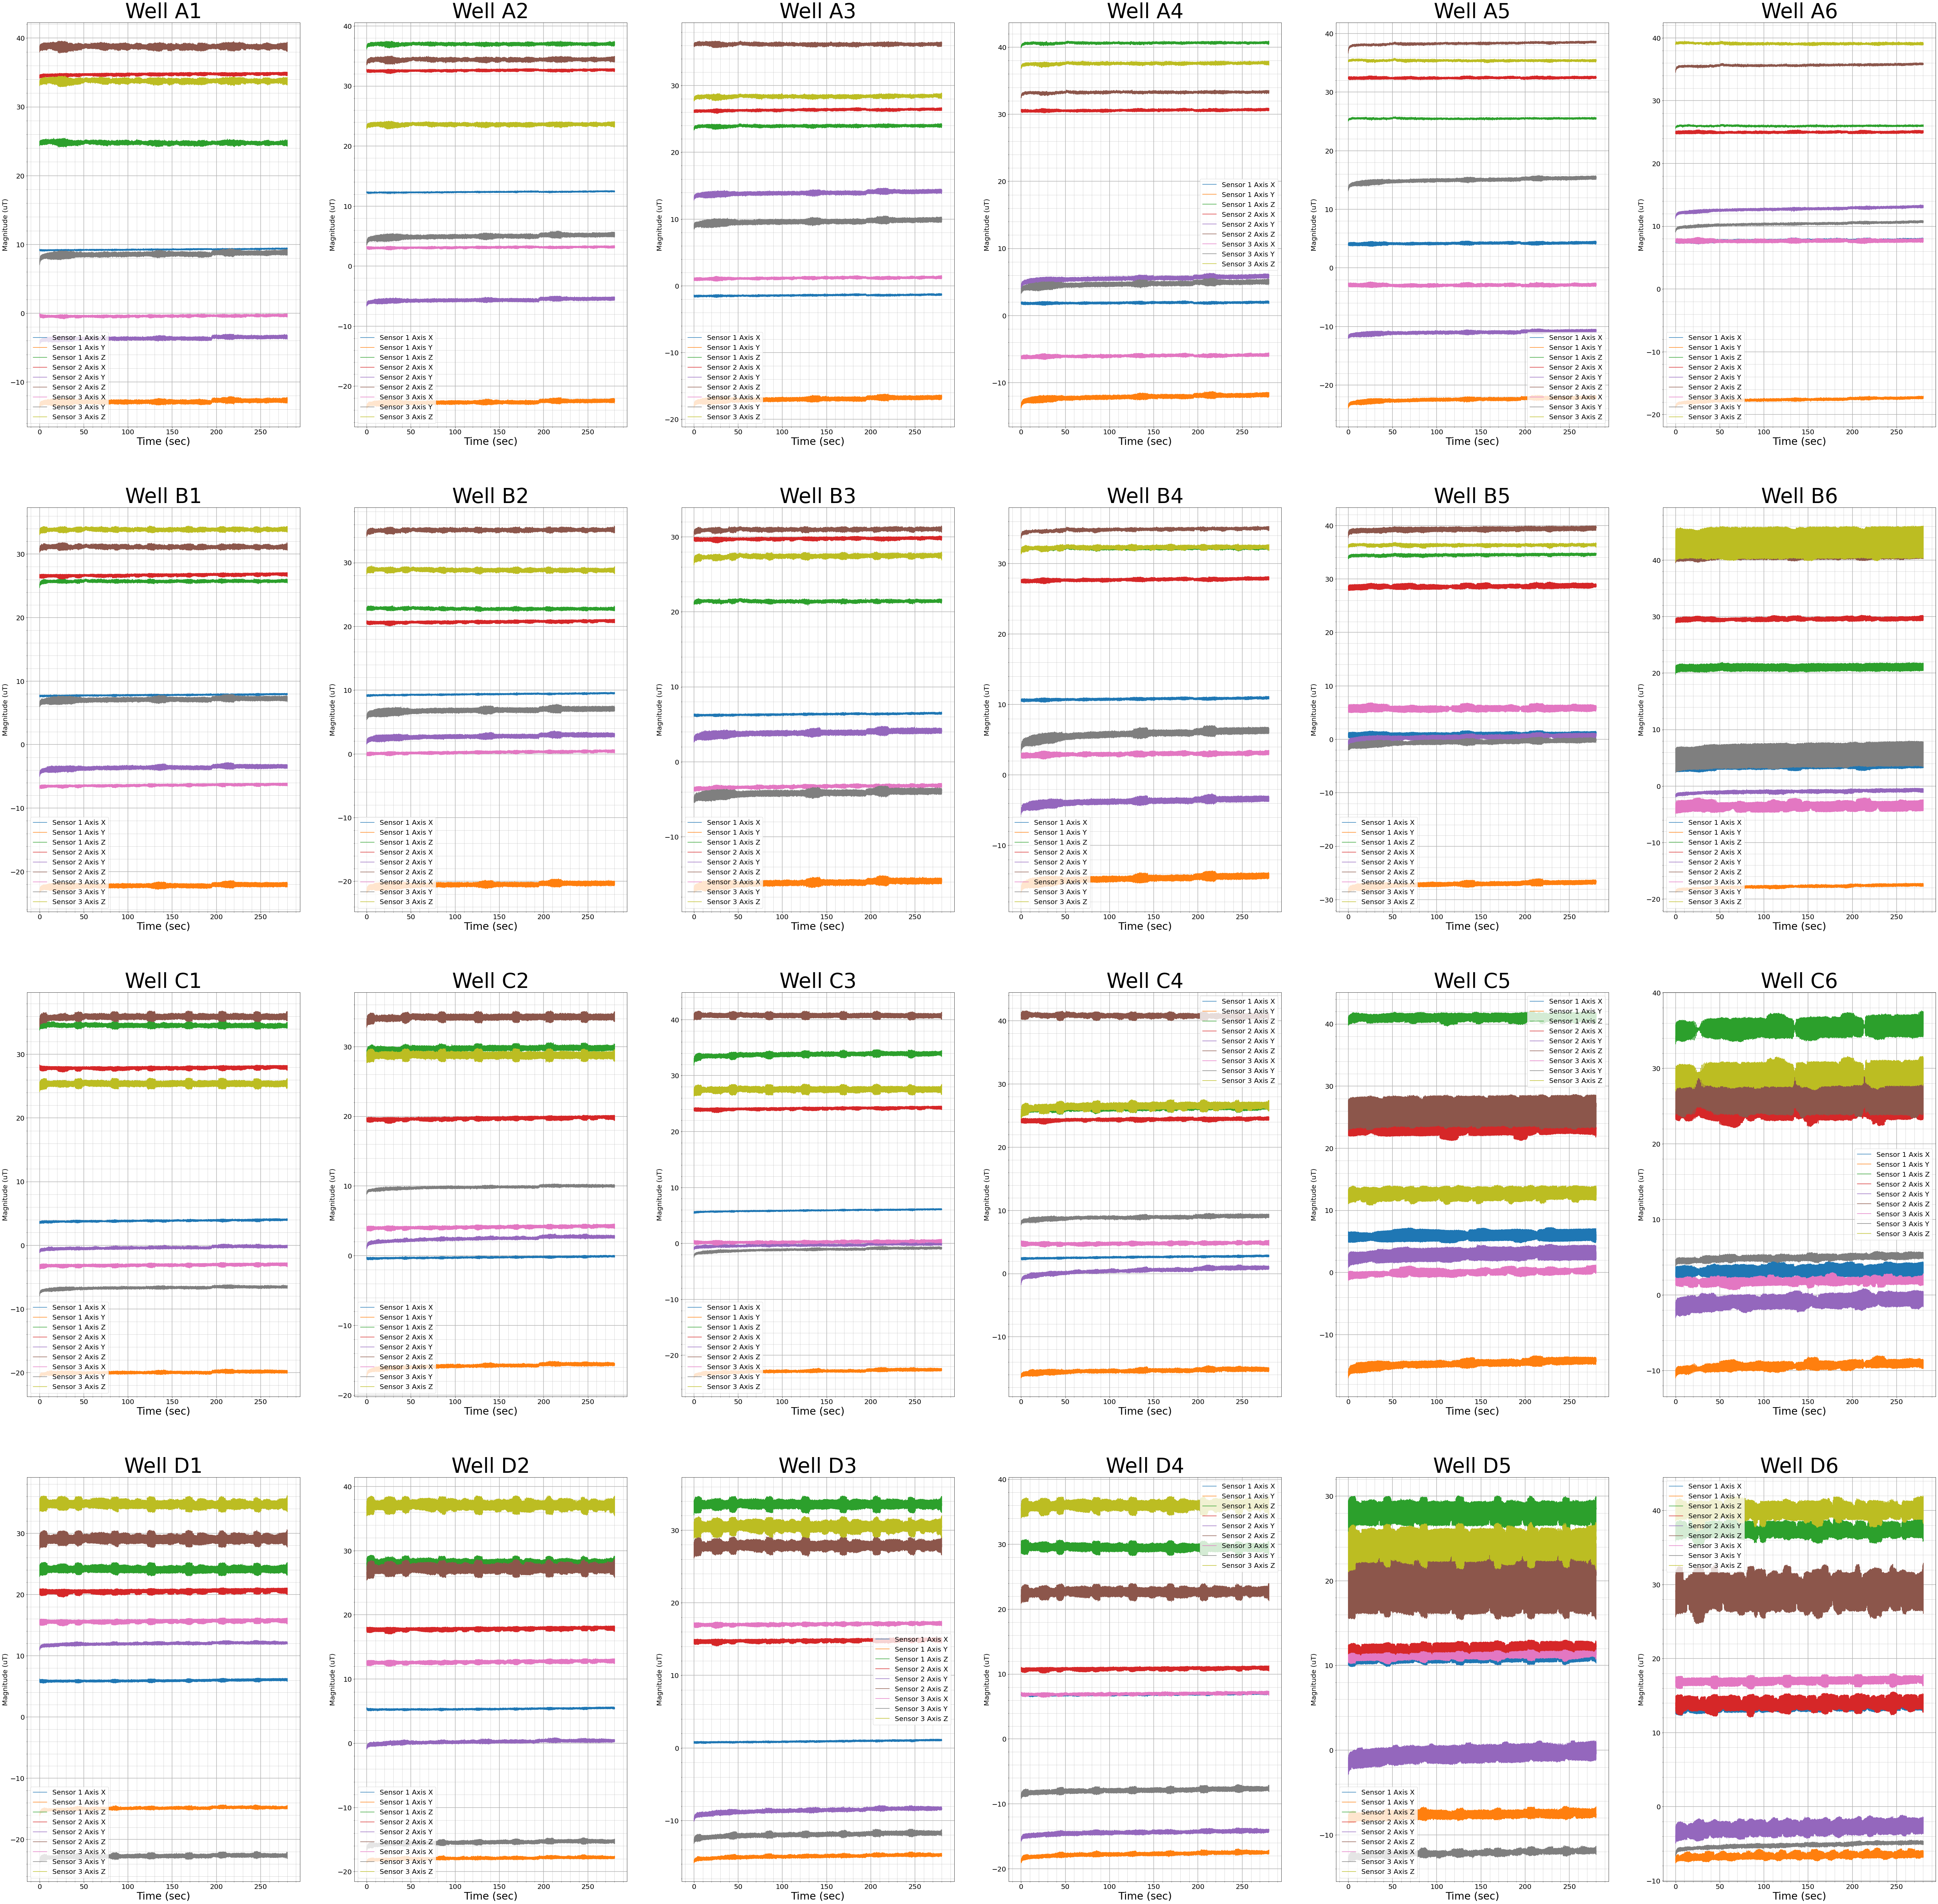 Well A1
40
30
20
10
0
−10
Magnitude (uT)
Sensor 1 Axis X
Sensor 1 Axis Y
Sensor 1 Axis Z
Sensor 2 Axis X
Sensor 2 Axis Y
Sensor 2 Axis Z
Sensor 3 Axis X
Sensor 3 Axis Y
Sensor 3 Axis Z
0 50 100 150 200 250
Time (sec)
Well A2
40
30
20
10
0
−10
−20
Magnitude (uT)
Sensor 1 Axis X
Sensor 1 Axis Y
Sensor 1 Axis Z
Sensor 2 Axis X
Sensor 2 Axis Y
Sensor 2 Axis Z
Sensor 3 Axis X
Sensor 3 Axis Y
Sensor 3 Axis Z
0 50 100 150 200 250
Time (sec)
Well A3
30
20
10
0
−10
−20
Magnitude (uT)
Sensor 1 Axis X
Sensor 1 Axis Y
Sensor 1 Axis Z
Sensor 2 Axis X
Sensor 2 Axis Y
Sensor 2 Axis Z
Sensor 3 Axis X
Sensor 3 Axis Y
Sensor 3 Axis Z
0 50 100 150 200 250
Time (sec)
Well A4
40
30
20
10
0
−10
Magnitude (uT)
Sensor 1 Axis X
Sensor 1 Axis Y
Sensor 1 Axis Z
Sensor 2 Axis X
Sensor 2 Axis Y
Sensor 2 Axis Z
Sensor 3 Axis X
Sensor 3 Axis Y
Sensor 3 Axis Z
0 50 100 150 200 250
Time (sec)
Well A5
40
30
20
10
0
−10
−20
Magnitude (uT)
Sensor 1 Axis X
Sensor 1 Axis Y
Sensor 1 Axis Z
Sensor 2 Axis X
Sensor 2 Axis Y
Sensor 2 Axis Z
Sensor 3 Axis X
Sensor 3 Axis Y
Sensor 3 Axis Z
0 50 100 150 200 250
Time (sec)
Well A6
40
30
20
10
0
−10
−20
Magnitude (uT)
Sensor 1 Axis X
Sensor 1 Axis Y
Sensor 1 Axis Z
Sensor 2 Axis X
Sensor 2 Axis Y
Sensor 2 Axis Z
Sensor 3 Axis X
Sensor 3 Axis Y
Sensor 3 Axis Z
0 50 100 150 200 250
Time (sec)
Well B1
30
20
10
0
−10
−20
Magnitude (uT)
Sensor 1 Axis X
Sensor 1 Axis Y
Sensor 1 Axis Z
Sensor 2 Axis X
Sensor 2 Axis Y
Sensor 2 Axis Z
Sensor 3 Axis X
Sensor 3 Axis Y
Sensor 3 Axis Z
0 50 100 150 200 250
Time (sec)
Well B2
30
20
10
0
−10
−20
Magnitude (uT)
Sensor 1 Axis X
Sensor 1 Axis Y
Sensor 1 Axis Z
Sensor 2 Axis X
Sensor 2 Axis Y
Sensor 2 Axis Z
Sensor 3 Axis X
Sensor 3 Axis Y
Sensor 3 Axis Z
0 50 100 150 200 250
Time (sec)
Well B3
30
20
10
0
−10
Magnitude (uT)
Sensor 1 Axis X
Sensor 1 Axis Y
Sensor 1 Axis Z
Sensor 2 Axis X
Sensor 2 Axis Y
Sensor 2 Axis Z
Sensor 3 Axis X
Sensor 3 Axis Y
Sensor 3 Axis Z
0 50 100 150 200 250
Time (sec)
Well B4
30
20
10
0
−10
Magnitude (uT)
Sensor 1 Axis X
Sensor 1 Axis Y
Sensor 1 Axis Z
Sensor 2 Axis X
Sensor 2 Axis Y
Sensor 2 Axis Z
Sensor 3 Axis X
Sensor 3 Axis Y
Sensor 3 Axis Z
0 50 100 150 200 250
Time (sec)
Well B5
40
30
20
10
0
−10
−20
−30
Magnitude (uT)
Sensor 1 Axis X
Sensor 1 Axis Y
Sensor 1 Axis Z
Sensor 2 Axis X
Sensor 2 Axis Y
Sensor 2 Axis Z
Sensor 3 Axis X
Sensor 3 Axis Y
Sensor 3 Axis Z
0 50 100 150 200 250
Time (sec)
Well B6
40
30
20
10
0
−10
−20
Magnitude (uT)
Sensor 1 Axis X
Sensor 1 Axis Y
Sensor 1 Axis Z
Sensor 2 Axis X
Sensor 2 Axis Y
Sensor 2 Axis Z
Sensor 3 Axis X
Sensor 3 Axis Y
Sensor 3 Axis Z
0 50 100 150 200 250
Time (sec)
Well C1
30
20
10
0
−10
−20
Magnitude (uT)
Sensor 1 Axis X
Sensor 1 Axis Y
Sensor 1 Axis Z
Sensor 2 Axis X
Sensor 2 Axis Y
Sensor 2 Axis Z
Sensor 3 Axis X
Sensor 3 Axis Y
Sensor 3 Axis Z
0 50 100 150 200 250
Time (sec)
Well C2
30
20
10
0
−10
−20
Magnitude (uT)
Sensor 1 Axis X
Sensor 1 Axis Y
Sensor 1 Axis Z
Sensor 2 Axis X
Sensor 2 Axis Y
Sensor 2 Axis Z
Sensor 3 Axis X
Sensor 3 Axis Y
Sensor 3 Axis Z
0 50 100 150 200 250
Time (sec)
Well C3
40
30
20
10
0
−10
−20
Magnitude (uT)
Sensor 1 Axis X
Sensor 1 Axis Y
Sensor 1 Axis Z
Sensor 2 Axis X
Sensor 2 Axis Y
Sensor 2 Axis Z
Sensor 3 Axis X
Sensor 3 Axis Y
Sensor 3 Axis Z
0 50 100 150 200 250
Time (sec)
Well C4
40
30
20
10
0
−10
Magnitude (uT)
Sensor 1 Axis X
Sensor 1 Axis Y
Sensor 1 Axis Z
Sensor 2 Axis X
Sensor 2 Axis Y
Sensor 2 Axis Z
Sensor 3 Axis X
Sensor 3 Axis Y
Sensor 3 Axis Z
0 50 100 150 200 250
Time (sec)
Well C5
40
30
20
10
0
−10
Magnitude (uT)
Sensor 1 Axis X
Sensor 1 Axis Y
Sensor 1 Axis Z
Sensor 2 Axis X
Sensor 2 Axis Y
Sensor 2 Axis Z
Sensor 3 Axis X
Sensor 3 Axis Y
Sensor 3 Axis Z
0 50 100 150 200 250
Time (sec)
Well C6
40
30
20
10
0
−10
Magnitude (uT)
Sensor 1 Axis X
Sensor 1 Axis Y
Sensor 1 Axis Z
Sensor 2 Axis X
Sensor 2 Axis Y
Sensor 2 Axis Z
Sensor 3 Axis X
Sensor 3 Axis Y
Sensor 3 Axis Z
0 50 100 150 200 250
Time (sec)
Well D1
30
20
10
0
−10
−20
Magnitude (uT)
Sensor 1 Axis X
Sensor 1 Axis Y
Sensor 1 Axis Z
Sensor 2 Axis X
Sensor 2 Axis Y
Sensor 2 Axis Z
Sensor 3 Axis X
Sensor 3 Axis Y
Sensor 3 Axis Z
0 50 100 150 200 250
Time (sec)
Well D2
40
30
20
10
0
−10
−20
Magnitude (uT)
Sensor 1 Axis X
Sensor 1 Axis Y
Sensor 1 Axis Z
Sensor 2 Axis X
Sensor 2 Axis Y
Sensor 2 Axis Z
Sensor 3 Axis X
Sensor 3 Axis Y
Sensor 3 Axis Z
0 50 100 150 200 250
Time (sec)
Well D3
30
20
10
0
−10
Magnitude (uT)
Sensor 1 Axis X
Sensor 1 Axis Y
Sensor 1 Axis Z
Sensor 2 Axis X
Sensor 2 Axis Y
Sensor 2 Axis Z
Sensor 3 Axis X
Sensor 3 Axis Y
Sensor 3 Axis Z
0 50 100 150 200 250
Time (sec)
Well D4
40
30
20
10
0
−10
−20
Magnitude (uT)
Sensor 1 Axis X
Sensor 1 Axis Y
Sensor 1 Axis Z
Sensor 2 Axis X
Sensor 2 Axis Y
Sensor 2 Axis Z
Sensor 3 Axis X
Sensor 3 Axis Y
Sensor 3 Axis Z
0 50 100 150 200 250
Time (sec)
Well D5
30
20
10
0
−10
Magnitude (uT)
Sensor 1 Axis X
Sensor 1 Axis Y
Sensor 1 Axis Z
Sensor 2 Axis X
Sensor 2 Axis Y
Sensor 2 Axis Z
Sensor 3 Axis X
Sensor 3 Axis Y
Sensor 3 Axis Z
0 50 100 150 200 250
Time (sec)
Well D6
40
30
20
10
0
−10
Magnitude (uT)
Sensor 1 Axis X
Sensor 1 Axis Y
Sensor 1 Axis Z
Sensor 2 Axis X
Sensor 2 Axis Y
Sensor 2 Axis Z
Sensor 3 Axis X
Sensor 3 Axis Y
Sensor 3 Axis Z
0 50 100 150 200 250
Time (sec)